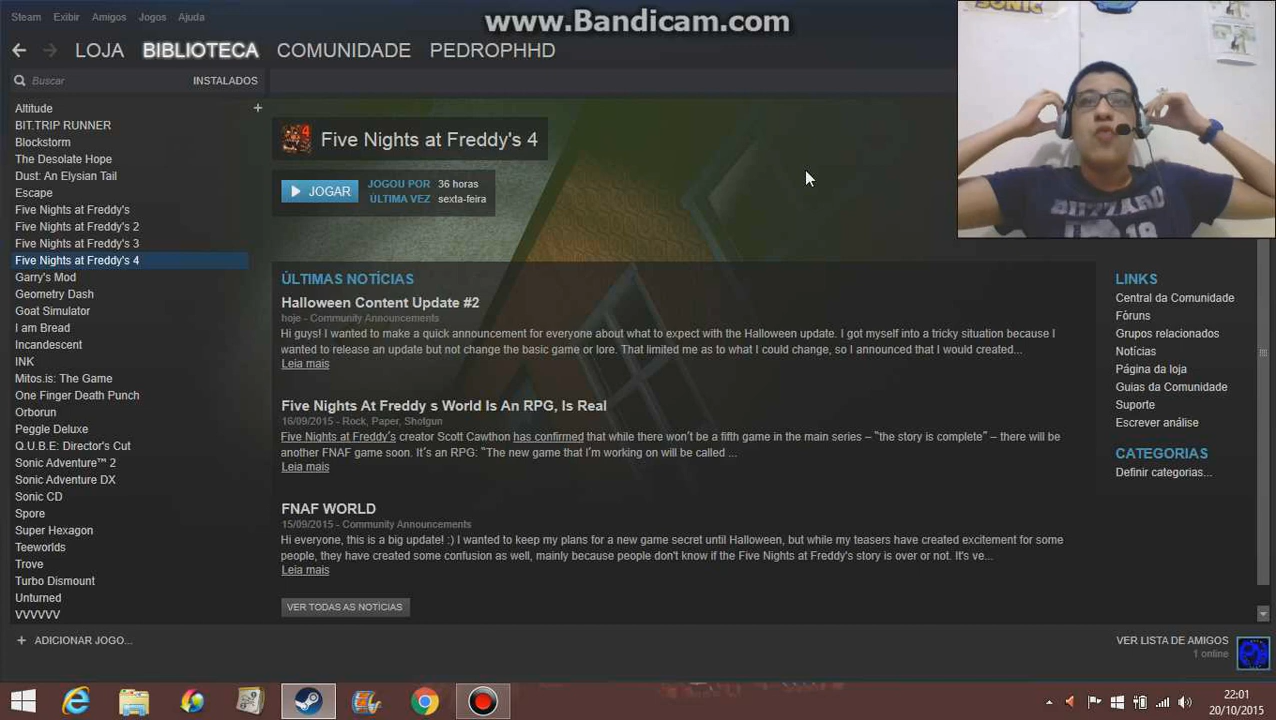 Steam Exibir Amigos Jogos Ajuda
www.Bandicam.com
SONIC
LOJA BIBLIOTECA COMUNIDADE PEDROPHHD
Buscar INSTALADOS
Altitude
BIT.TRIP RUNNER
Blockstorm
The Desolate Hope
Dust: An Elysian Tail
Escape
Five Nights at Freddy's
Five Nights at Freddy's 2
Five Nights at Freddy's 3
Five Nights at Freddy's 4
Garry's Mod
Geometry Dash
Goat Simulator
I am Bread
Incandescent
INK
Mitos.is: The Game
One Finger Death Punch
Orborun
Peggle Deluxe
Q.U.B.E: Director's Cut
Sonic Adventure™ 2
Sonic Adventure DX
Sonic CD
Spore
Super Hexagon
Teeworlds
Trove
Turbo Dismount
Unturned
VVVVVV
+ ADICIONAR JOGO...
4
Five Nights at Freddy's 4
JOGAR
JOGOU POR 36 horas
ÚLTIMA VEZ sexta-feira
BLIZZARD
19
ÚLTIMAS NOTÍCIAS
Halloween Content Update #2
hoje - Community Announcements
Hi guys! I wanted to make a quick announcement for everyone about what to expect with the Halloween update. I got myself into a tricky situation because I
wanted to release an update but not change the basic game or lore. That limited me as to what I could change, so I announced that I would created...
Leia mais
Five Nights At Freddy s World Is An RPG, Is Real
16/09/2015 - Rock, Paper, Shotgun
Five Nights at Freddy's creator Scott Cawthon has confirmed that while there won't be a fifth game in the main series – “the story is complete” – there will be
another FNAF game soon. It's an RPG: “The new game that I'm working on will be called ...
Leia mais
FNAF WORLD
15/09/2015 - Community Announcements
Hi everyone, this is a big update! :) I wanted to keep my plans for a new game secret until Halloween, but while my teasers have created excitement for some
people, they have created some confusion as well, mainly because people don't know if the Five Nights at Freddy's story is over or not. It's ve...
Leia mais
VER TODAS AS NOTÍCIAS
LINKS
Central da Comunidade
Fóruns
Grupos relacionados
Notícias
Página da loja
Guias da Comunidade
Suporte
Escrever análise
CATEGORIAS
Definir categorias...
VER LISTA DE AMIGOS
1 online
22:01
20/10/2015